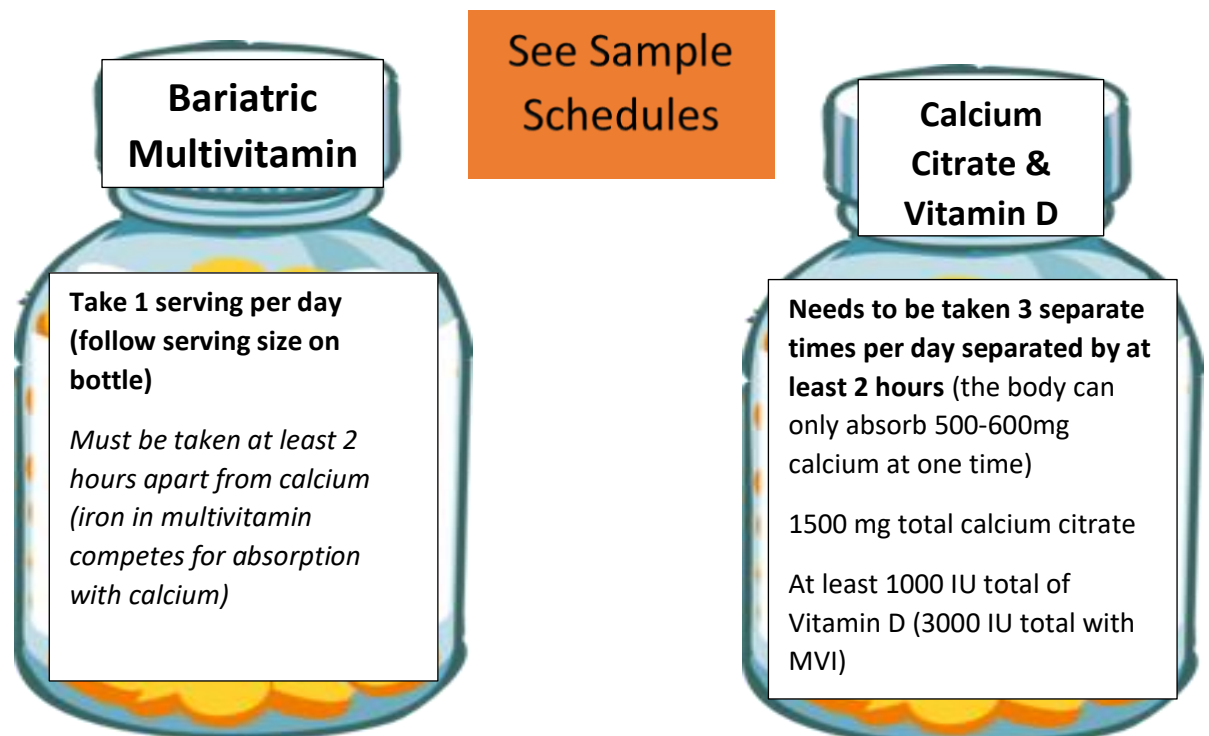 Bariatric
Multivitamin
Take 1 serving per day
(follow serving size on
bottle)
Must be taken at least 2
hours apart from calcium
(iron in multivitamin
competes for absorption
with calcium)
See Sample
Schedules
Calcium
Citrate &
Vitamin D
Needs to be taken 3 separate
times per day separated by at
least 2 hours (the body can
only absorb 500-600mg
calcium at one time)
1500 mg total calcium citrate
At least 1000 IU total of
Vitamin D (3000 IU total with
MVI)